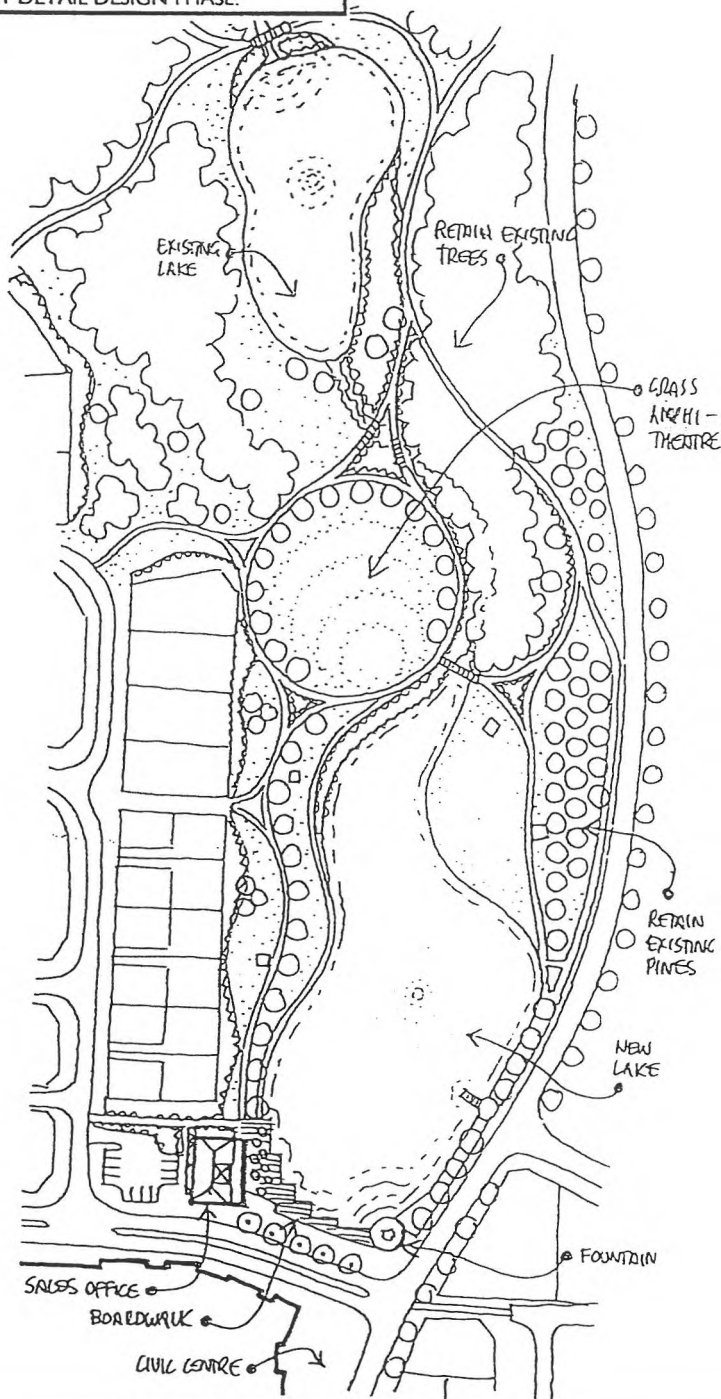 DETAIL DESIGN PHASE.
EXISTING
LAKE
RETAIN EXISTING
TREES
GRASS
AMPHI-
THEATRE
RETAIN
EXISTING
PINES
NEW
LAKE
FOUNTAIN
SALES OFFICE
BOARDWALK
CIVIC CENTRE